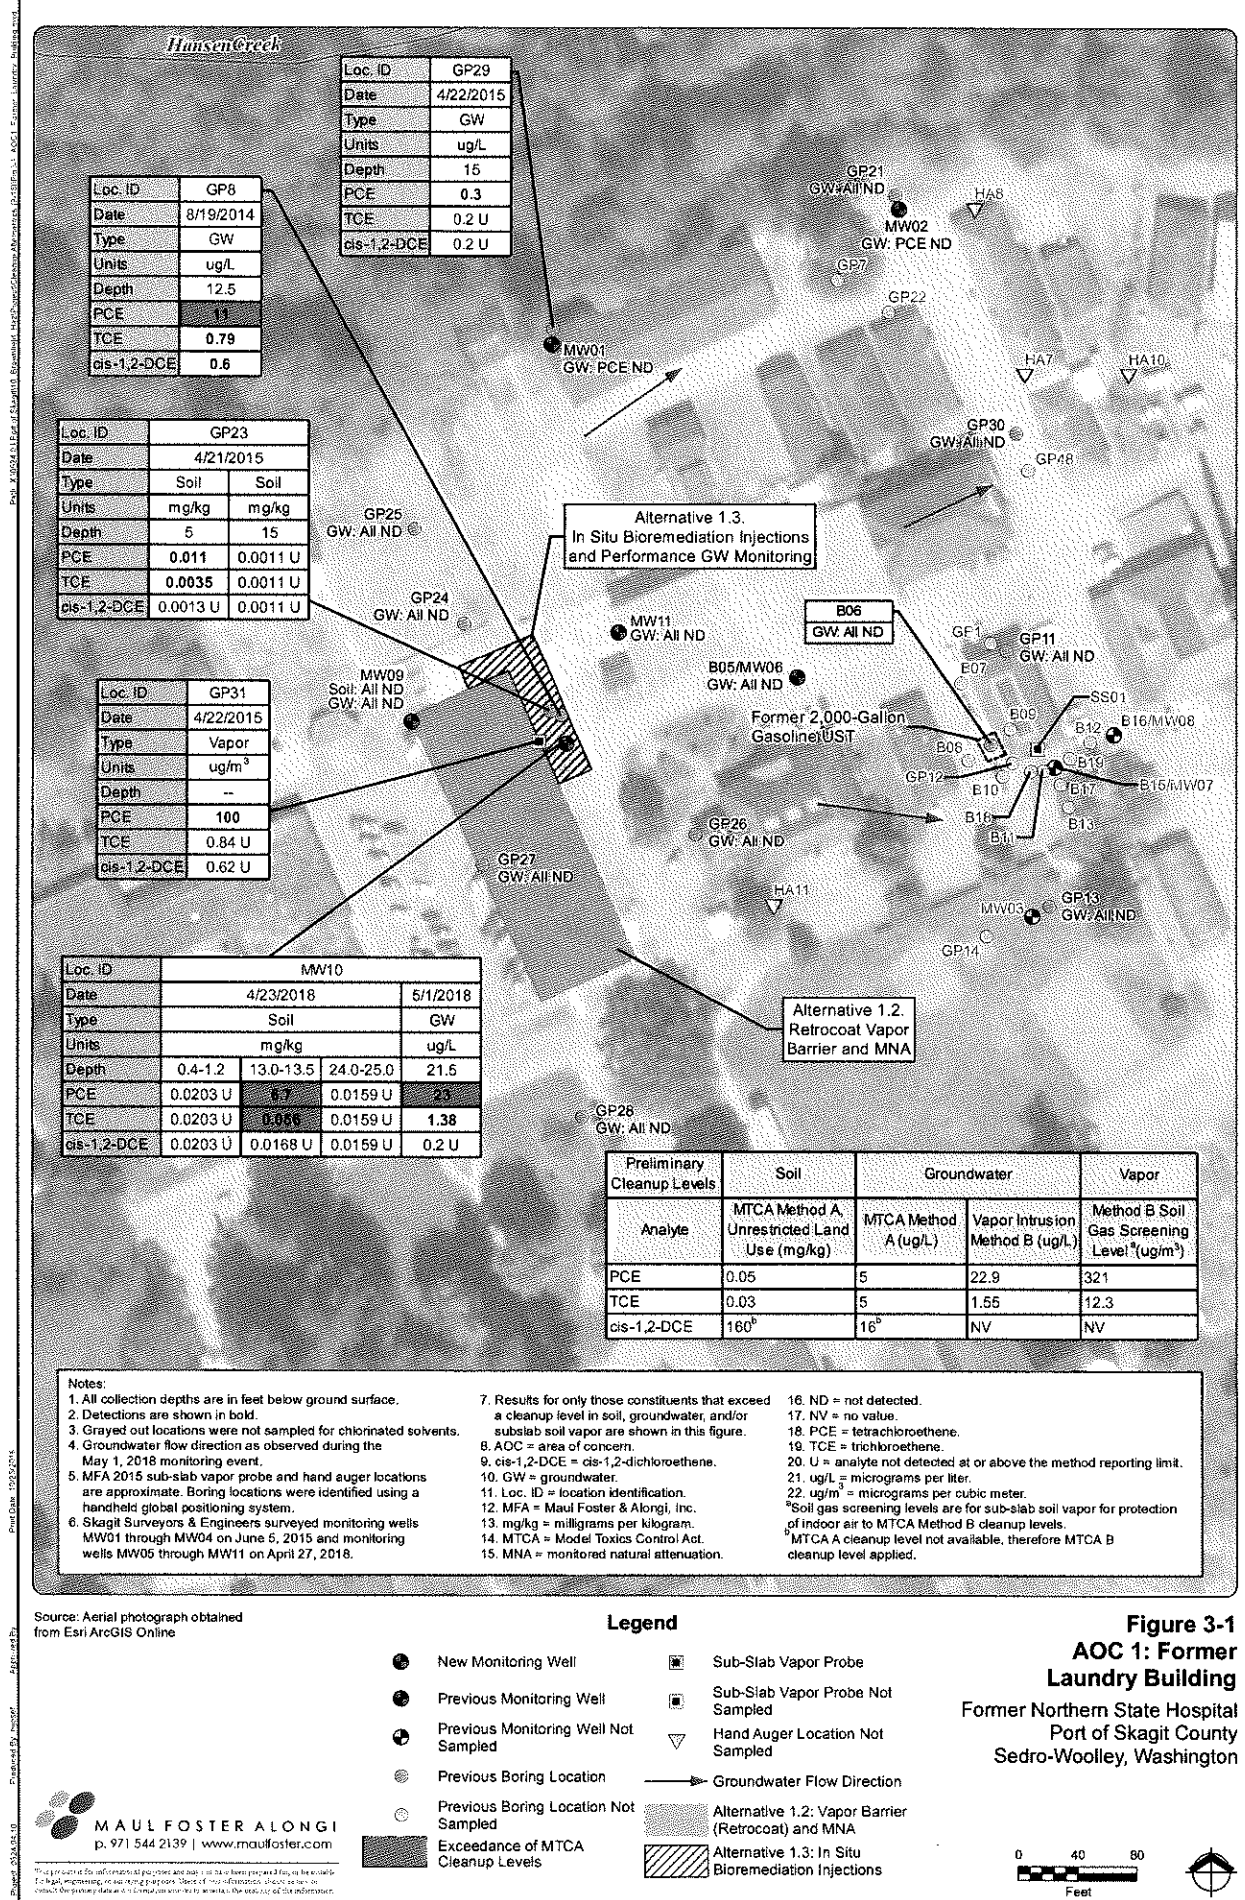 Hansen Creek
Loc. ID GP29
Date 4/22/2015
Type GW
Units ug/L
Depth 15
PCE 0.3
TCE 0.2 U
cis-1,2-DCE 0.2 U
Loc. ID GP8
Date 8/19/2014
Type GW
Units ug/L
Depth 12.5
PCE 11
TCE 0.79
cis-1,2-DCE 0.6
GP21
GW: All ND
HA8
MW02
GW: PCE ND
GP7
GP22
MW01
GW: PCE ND
HA7
HA10
GP30
GW: All ND
GP48
Loc. ID GP23
Date 4/21/2015
Type Soil Soil
Units mg/kg mg/kg
Depth 5 15
PCE 0.011 0.0011 U
TCE 0.0035 0.0011 U
cis-1,2-DCE 0.0013 U 0.0011 U
GP25
GW: All ND
Alternative 1.3.
In Situ Bioremediation Injections
and Performance GW Monitoring
GP24
GW: All ND
MW11
GW: All ND
B06
GW: All ND
GP11
GW: All ND
B07
MW09
Soil: All ND
GW: All ND
B05/MW06
GW: All ND
Former 2,000-Gallon
Gasoline UST
SS01
B09
B12
B16/MW08
B08
B19
GP12
B10
B17
B15/MW07
B18
B13
B11
Loc. ID GP31
Date 4/22/2015
Type Vapor
Units ug/m³
Depth --
PCE 100
TCE 0.84 U
cis-1,2-DCE 0.62 U
GP26
GW: All ND
GP27
GW: All ND
HA11
MW03
GP13
GW: All ND
GP14
Loc. ID MW10
Date 4/23/2018 5/1/2018
Type Soil GW
Units mg/kg ug/L
Depth 0.4-1.2 13.0-13.5 24.0-25.0 21.5
PCE 0.0203 U 6.7 0.0159 U 23
TCE 0.0203 U 0.056 0.0159 U 1.38
cis-1,2-DCE 0.0203 U 0.0168 U 0.0159 U 0.2 U
Alternative 1.2.
Retrocoat Vapor
Barrier and MNA
GP28
GW: All ND
Preliminary Cleanup Levels Soil Groundwater Vapor
Analyte MTCA Method A, Unrestricted Land Use (mg/kg) MTCA Method A (ug/L) Vapor Intrusion Method B (ug/L) Method B Soil Gas Screening Level ᵃ(ug/m³)
PCE 0.05 5 22.9 321
TCE 0.03 5 1.55 12.3
cis-1,2-DCE 160ᵇ 16ᵇ NV NV
Notes:
1. All collection depths are in feet below ground surface.
2. Detections are shown in bold.
3. Grayed out locations were not sampled for chlorinated solvents.
4. Groundwater flow direction as observed during the
May 1, 2018 monitoring event.
5. MFA 2015 sub-slab vapor probe and hand auger locations
are approximate. Boring locations were identified using a
handheld global positioning system.
6. Skagit Surveyors & Engineers surveyed monitoring wells
MW01 through MW04 on June 5, 2015 and monitoring
wells MW05 through MW11 on April 27, 2018.
7. Results for only those constituents that exceed
a cleanup level in soil, groundwater, and/or
subslab soil vapor are shown in this figure.
8. AOC = area of concern.
9. cis-1,2-DCE = cis-1,2-dichloroethene.
10. GW = groundwater.
11. Loc. ID = location identification.
12. MFA = Maul Foster & Alongi, Inc.
13. mg/kg = milligrams per kilogram.
14. MTCA = Model Toxics Control Act.
15. MNA = monitored natural attenuation.
16. ND = not detected.
17. NV = no value.
18. PCE = tetrachloroethene.
19. TCE = trichloroethene.
20. U = analyte not detected at or above the method reporting limit.
21. ug/L = micrograms per liter.
22. ug/m³ = micrograms per cubic meter.
ᵃSoil gas screening levels are for sub-slab soil vapor for protection
of indoor air to MTCA Method B cleanup levels.
ᵇMTCA A cleanup level not available, therefore MTCA B
cleanup level applied.
Source: Aerial photograph obtained
from Esri ArcGIS Online
Legend
New Monitoring Well
Previous Monitoring Well
Previous Monitoring Well Not
Sampled
Previous Boring Location
Previous Boring Location Not
Sampled
Exceedance of MTCA
Cleanup Levels
Sub-Slab Vapor Probe
Sub-Slab Vapor Probe Not
Sampled
Hand Auger Location Not
Sampled
Groundwater Flow Direction
Alternative 1.2: Vapor Barrier
(Retrocoat) and MNA
Alternative 1.3: In Situ
Bioremediation Injections
Figure 3-1
AOC 1: Former
Laundry Building
Former Northern State Hospital
Port of Skagit County
Sedro-Woolley, Washington
MAUL FOSTER ALONGI
p. 971 544 2139 | www.maulfoster.com
0 40 80
Feet